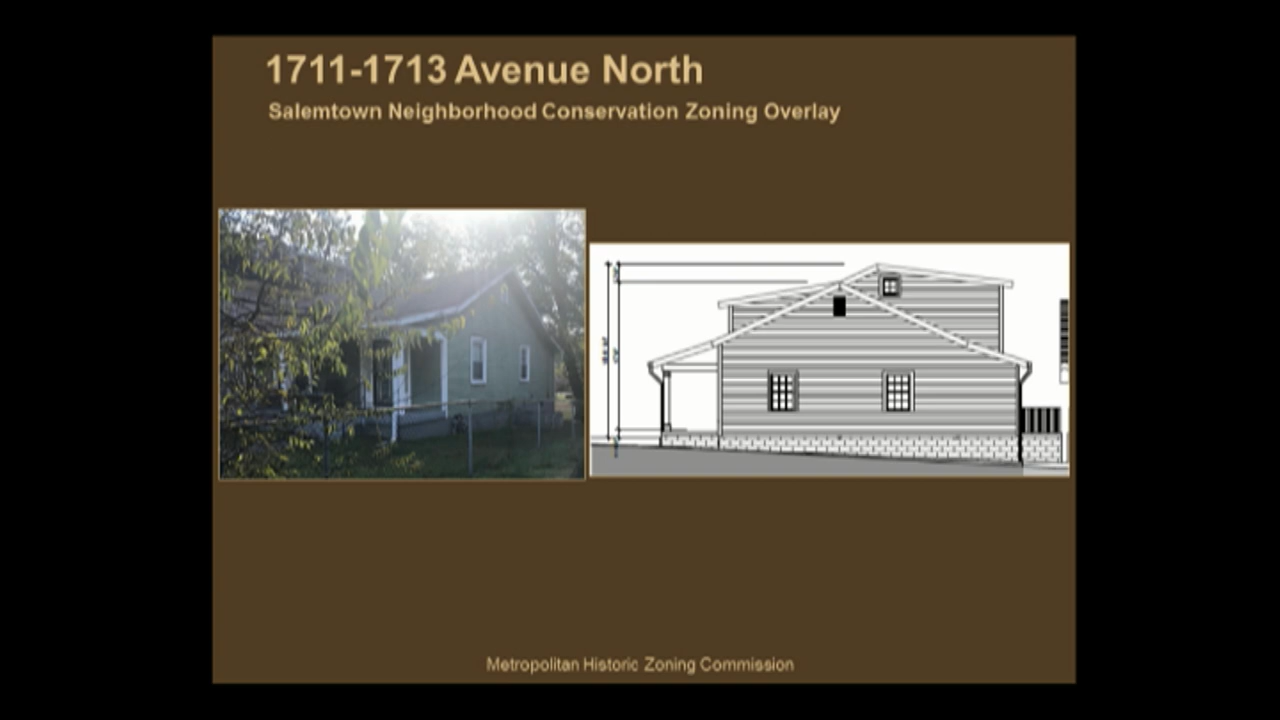 1711-1713 Avenue North
Salemtown Neighborhood Conservation Zoning Overlay
Metropolitan Historic Zoning Commission